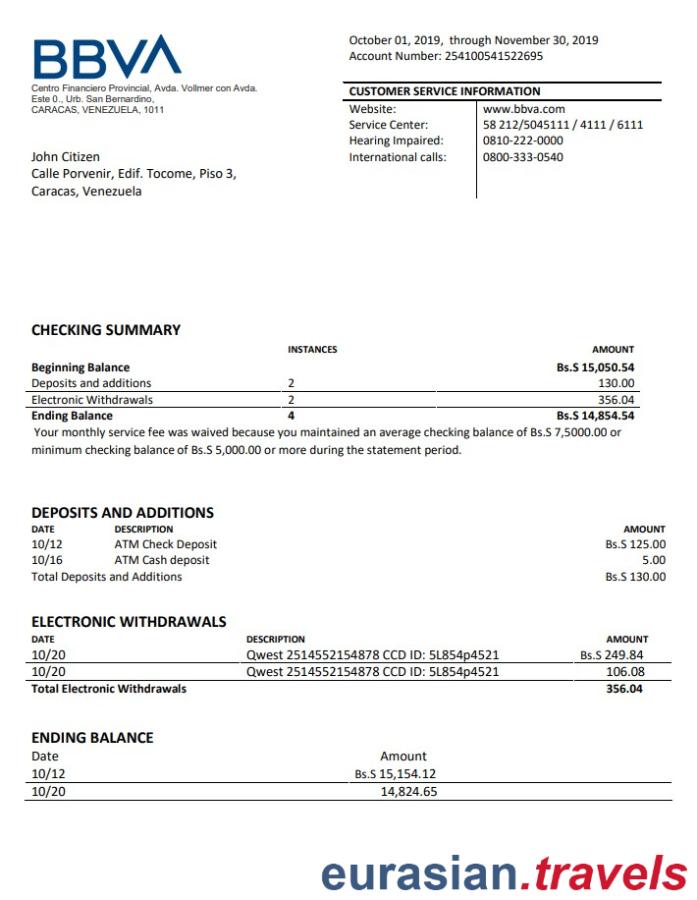 BBVA
Centro Financiero Provincial, Avda. Vollmer con Avda.
Este 0., Urb. San Bernardino,
CARACAS, VENEZUELA, 1011
October 01, 2019, through November 30, 2019
Account Number: 254100541522695
CUSTOMER SERVICE INFORMATION
Website: www.bbva.com
Service Center: 58 212/5045111 / 4111 / 6111
Hearing Impaired: 0810-222-0000
International calls: 0800-333-0540
John Citizen
Calle Porvenir, Edif. Tocome, Piso 3,
Caracas, Venezuela
CHECKING SUMMARY
INSTANCES AMOUNT
Beginning Balance Bs.S 15,050.54
Deposits and additions 2 130.00
Electronic Withdrawals 2 356.04
Ending Balance 4 Bs.S 14,854.54
Your monthly service fee was waived because you maintained an average checking balance of Bs.S 7,5000.00 or
minimum checking balance of Bs.S 5,000.00 or more during the statement period.
DEPOSITS AND ADDITIONS
DATE DESCRIPTION AMOUNT
10/12 ATM Check Deposit Bs.S 125.00
10/16 ATM Cash deposit 5.00
Total Deposits and Additions Bs.S 130.00
ELECTRONIC WITHDRAWALS
DATE DESCRIPTION AMOUNT
10/20 Qwest 2514552154878 CCD ID: 5L854p4521 Bs.S 249.84
10/20 Qwest 2514552154878 CCD ID: 5L854p4521 106.08
Total Electronic Withdrawals 356.04
ENDING BALANCE
Date Amount
10/12 Bs.S 15,154.12
10/20 14,824.65
eurasian.travels